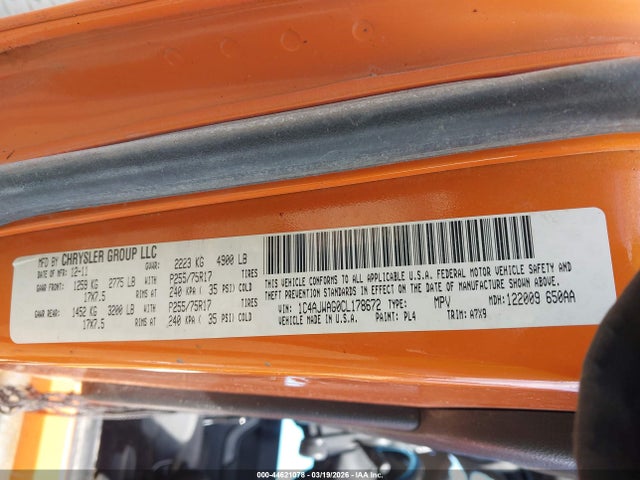 MFD BY CHRYSLER GROUP LLC
DATE OF MFR 12-11 GVWR: 2223 KG 4900 LB
GAWR FRONT: 1259 KG 2775 LB WITH P255/75R17 TIRES
17X7.5 RIMS AT 240 KPA ( 35 PSI) COLD
GAWR REAR: 1452 KG 3200 LB WITH P255/75R17 TIRES
17X7.5 RIMS AT 240 KPA ( 35 PSI) COLD
THIS VEHICLE CONFORMS TO ALL APPLICABLE U.S.A. FEDERAL MOTOR VEHICLE SAFETY AND
THEFT PREVENTION STANDARDS IN EFFECT ON THE DATE OF MANUFACTURE SHOWN ABOVE.
VIN: 1C4AJWAG0CL178672 TYPE: MPV MDH: 122009 650AA
VEHICLE MADE IN U.S.A. PAINT: PL4 TRIM: A7X9
000-44621078 - 03/19/2026 - IAA Inc.